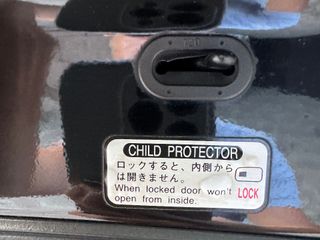 CHILD PROTECTOR
ロックすると、内側から
は開きません。
When locked door won't
open from inside.
LOCK